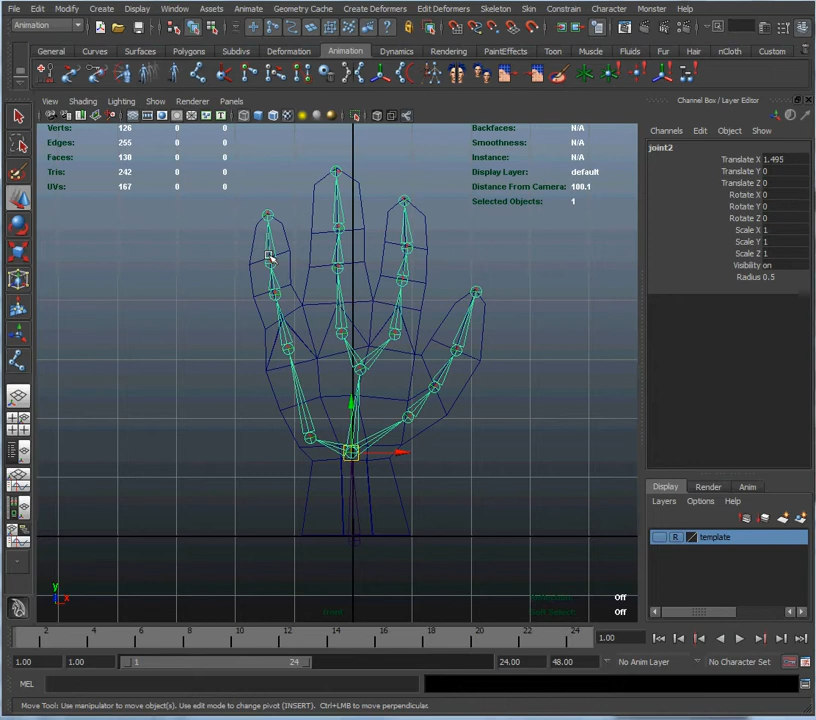 File Edit Modify Create Display Window Assets Animate Geometry Cache Create Deformers Edit Deformers Skeleton Skin Constrain Character Muscle Help
Animation
General Curves Surfaces Polygons Subdivs Deformation Animation Dynamics Rendering PaintEffects Toon Muscle Fluids Fur Hair nCloth Custom
View Shading Lighting Show Renderer Panels
Channel Box / Layer Editor
Channels Edit Object Show
Verts: 126 0 0
Edges: 255 0 0
Faces: 130 0 0
Tris: 242 0 0
UVs: 167 0 0
Backfaces: N/A
Smoothness: N/A
Instance: N/A
Display Layer: default
Distance From Camera: 100.1
Selected Objects: 1
joint2
Translate X 1.495
Translate Y 0
Translate Z 0
Rotate X 0
Rotate Y 0
Rotate Z 0
Scale X 1
Scale Y 1
Scale Z 1
Visibility on
Radius 0.5
Display Render Anim
Layers Options Help
R template
y
x
Off
Off
front
2 4 6 8 10 12 14 16 18 20 22 24 1.00
1.00 1.00 1 24 24.00 48.00 No Anim Layer No Character Set
MEL
Move Tool: Use manipulator to move object(s). Use edit mode to change pivot (INSERT). Ctrl+LMB to move perpendicular.